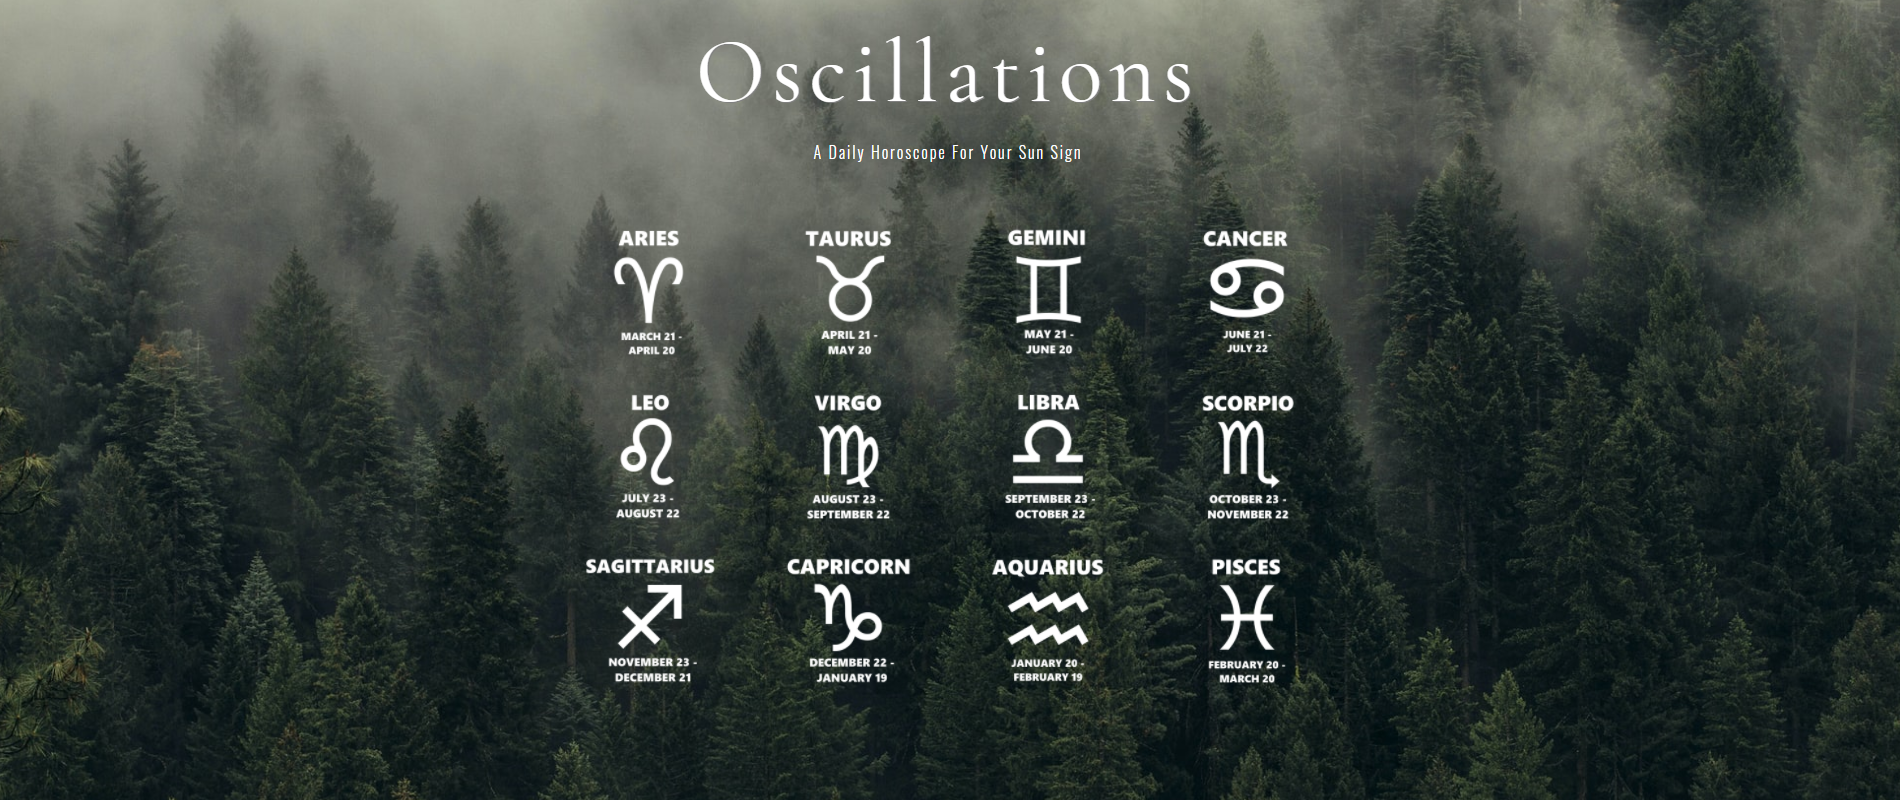 Oscillations
A Daily Horoscope For Your Sun Sign
ARIES
MARCH 21 -
APRIL 20
TAURUS
APRIL 21 -
MAY 20
GEMINI
MAY 21 -
JUNE 20
CANCER
JUNE 21 -
JULY 22
LEO
JULY 23 -
AUGUST 22
VIRGO
AUGUST 23 -
SEPTEMBER 22
LIBRA
SEPTEMBER 23 -
OCTOBER 22
SCORPIO
OCTOBER 23 -
NOVEMBER 22
SAGITTARIUS
NOVEMBER 23 -
DECEMBER 21
CAPRICORN
DECEMBER 22 -
JANUARY 19
AQUARIUS
JANUARY 20 -
FEBRUARY 19
PISCES
FEBRUARY 20 -
MARCH 20